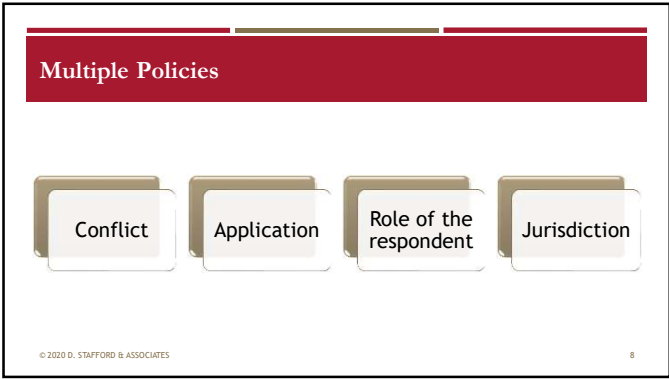 Multiple Policies
Conflict
Application
Role of the
respondent
Jurisdiction
© 2020 D. STAFFORD & ASSOCIATES
8